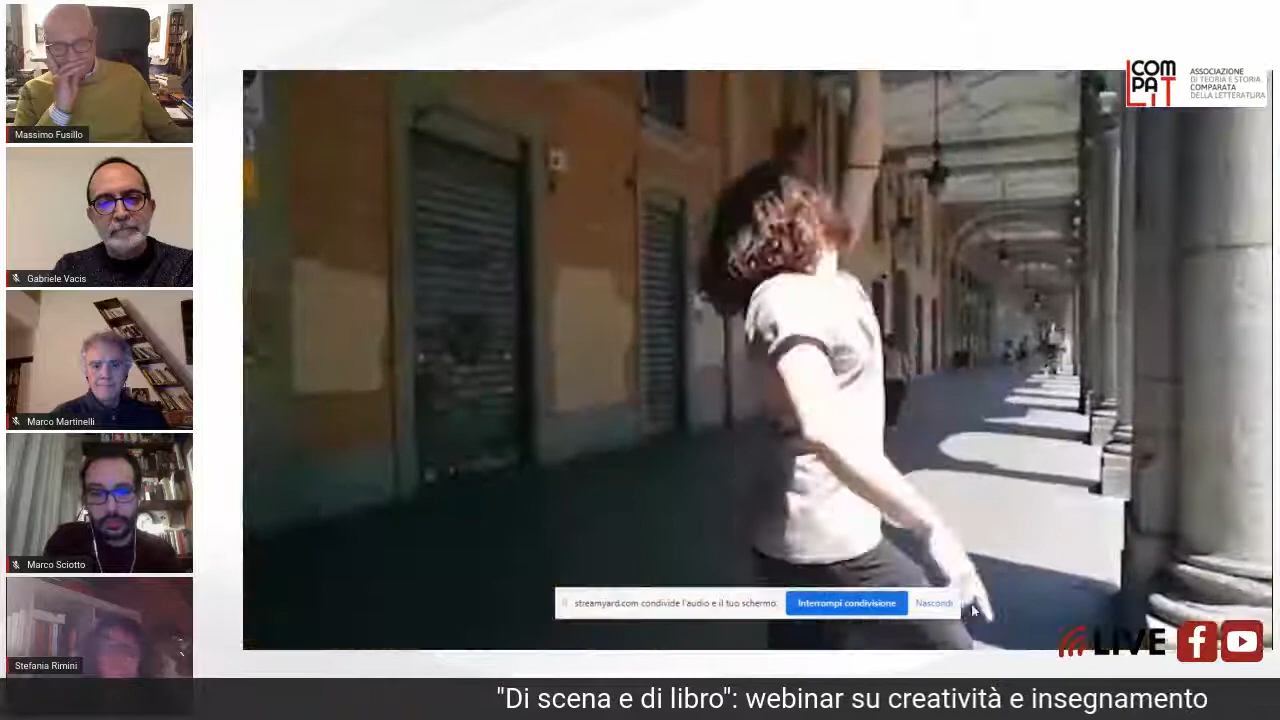 Massimo Fusillo
Gabriele Vacis
Marco Martinelli
Marco Sciotto
Stefania Rimini
COM
PA
LIT
ASSOCIAZIONE
DI TEORIA E STORIA
COMPARATA
DELLA LETTERATURA
streamyard.com condivide l'audio e il tuo schermo.
Interrompi condivisione
Nascondi
LIVE
"Di scena e di libro": webinar su creatività e insegnamento